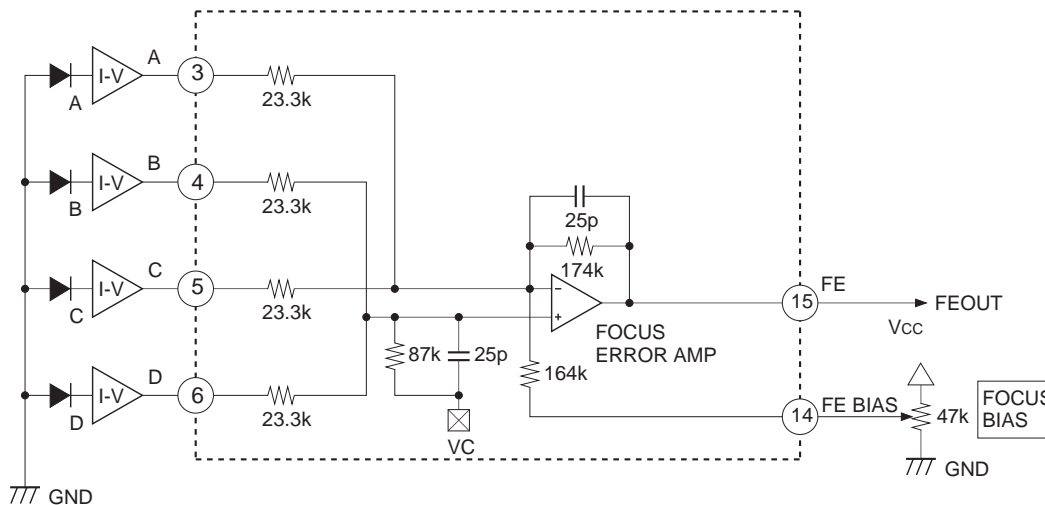 A
I-V
3
A
23.3k
B
I-V
4
B
23.3k
25p
174k
C
I-V
5
C
23.3k
−
+
FOCUS
ERROR AMP
15
FE
FEOUT
VCC
87k
25p
164k
D
I-V
6
D
23.3k
VC
14
FE BIAS
47k
FOCUS
BIAS
GND
GND